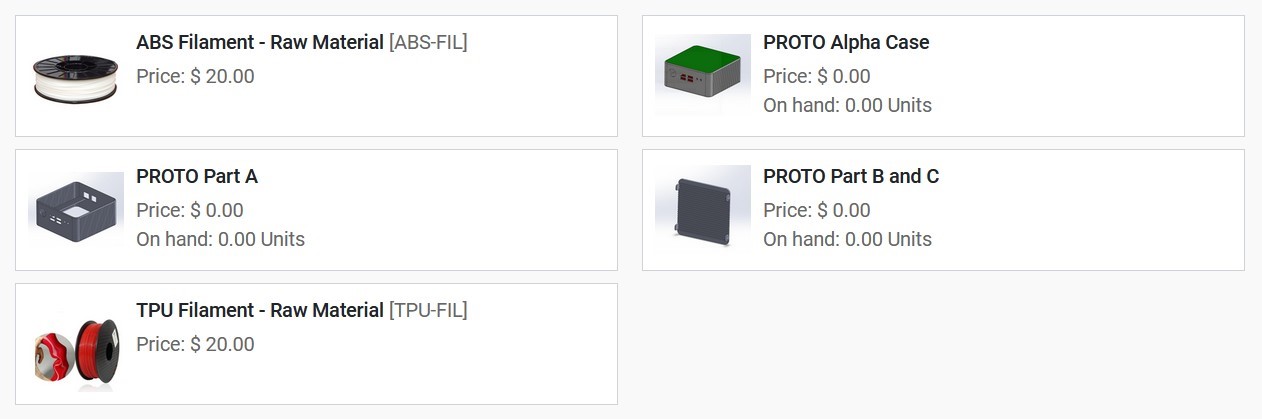 ABS Filament - Raw Material [ABS-FIL]
Price: $ 20.00
PROTO Alpha Case
Price: $ 0.00
On hand: 0.00 Units
PROTO Part A
Price: $ 0.00
On hand: 0.00 Units
PROTO Part B and C
Price: $ 0.00
On hand: 0.00 Units
TPU Filament - Raw Material [TPU-FIL]
Price: $ 20.00